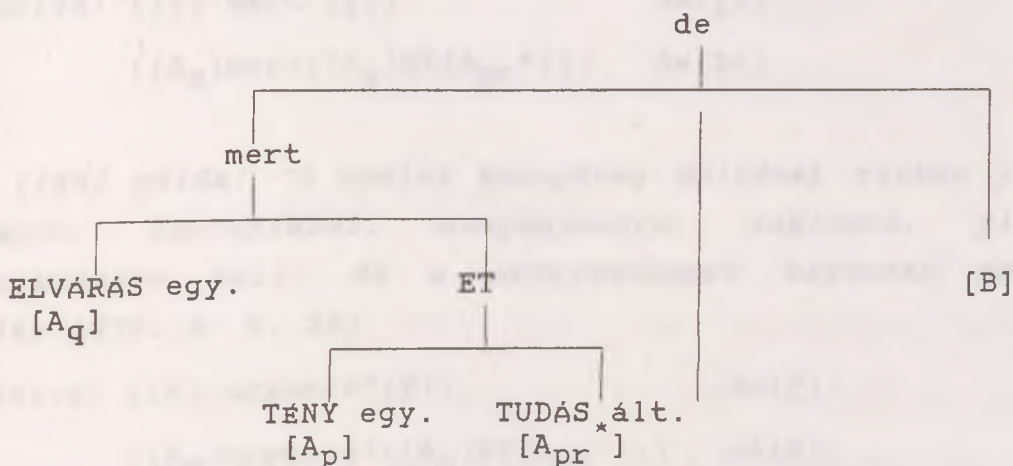 de
mert
ELVÁRÁS egy. ET [B]
[Aq]
TÉNY egy. TUDÁS ált.
[Ap] [Apr*]